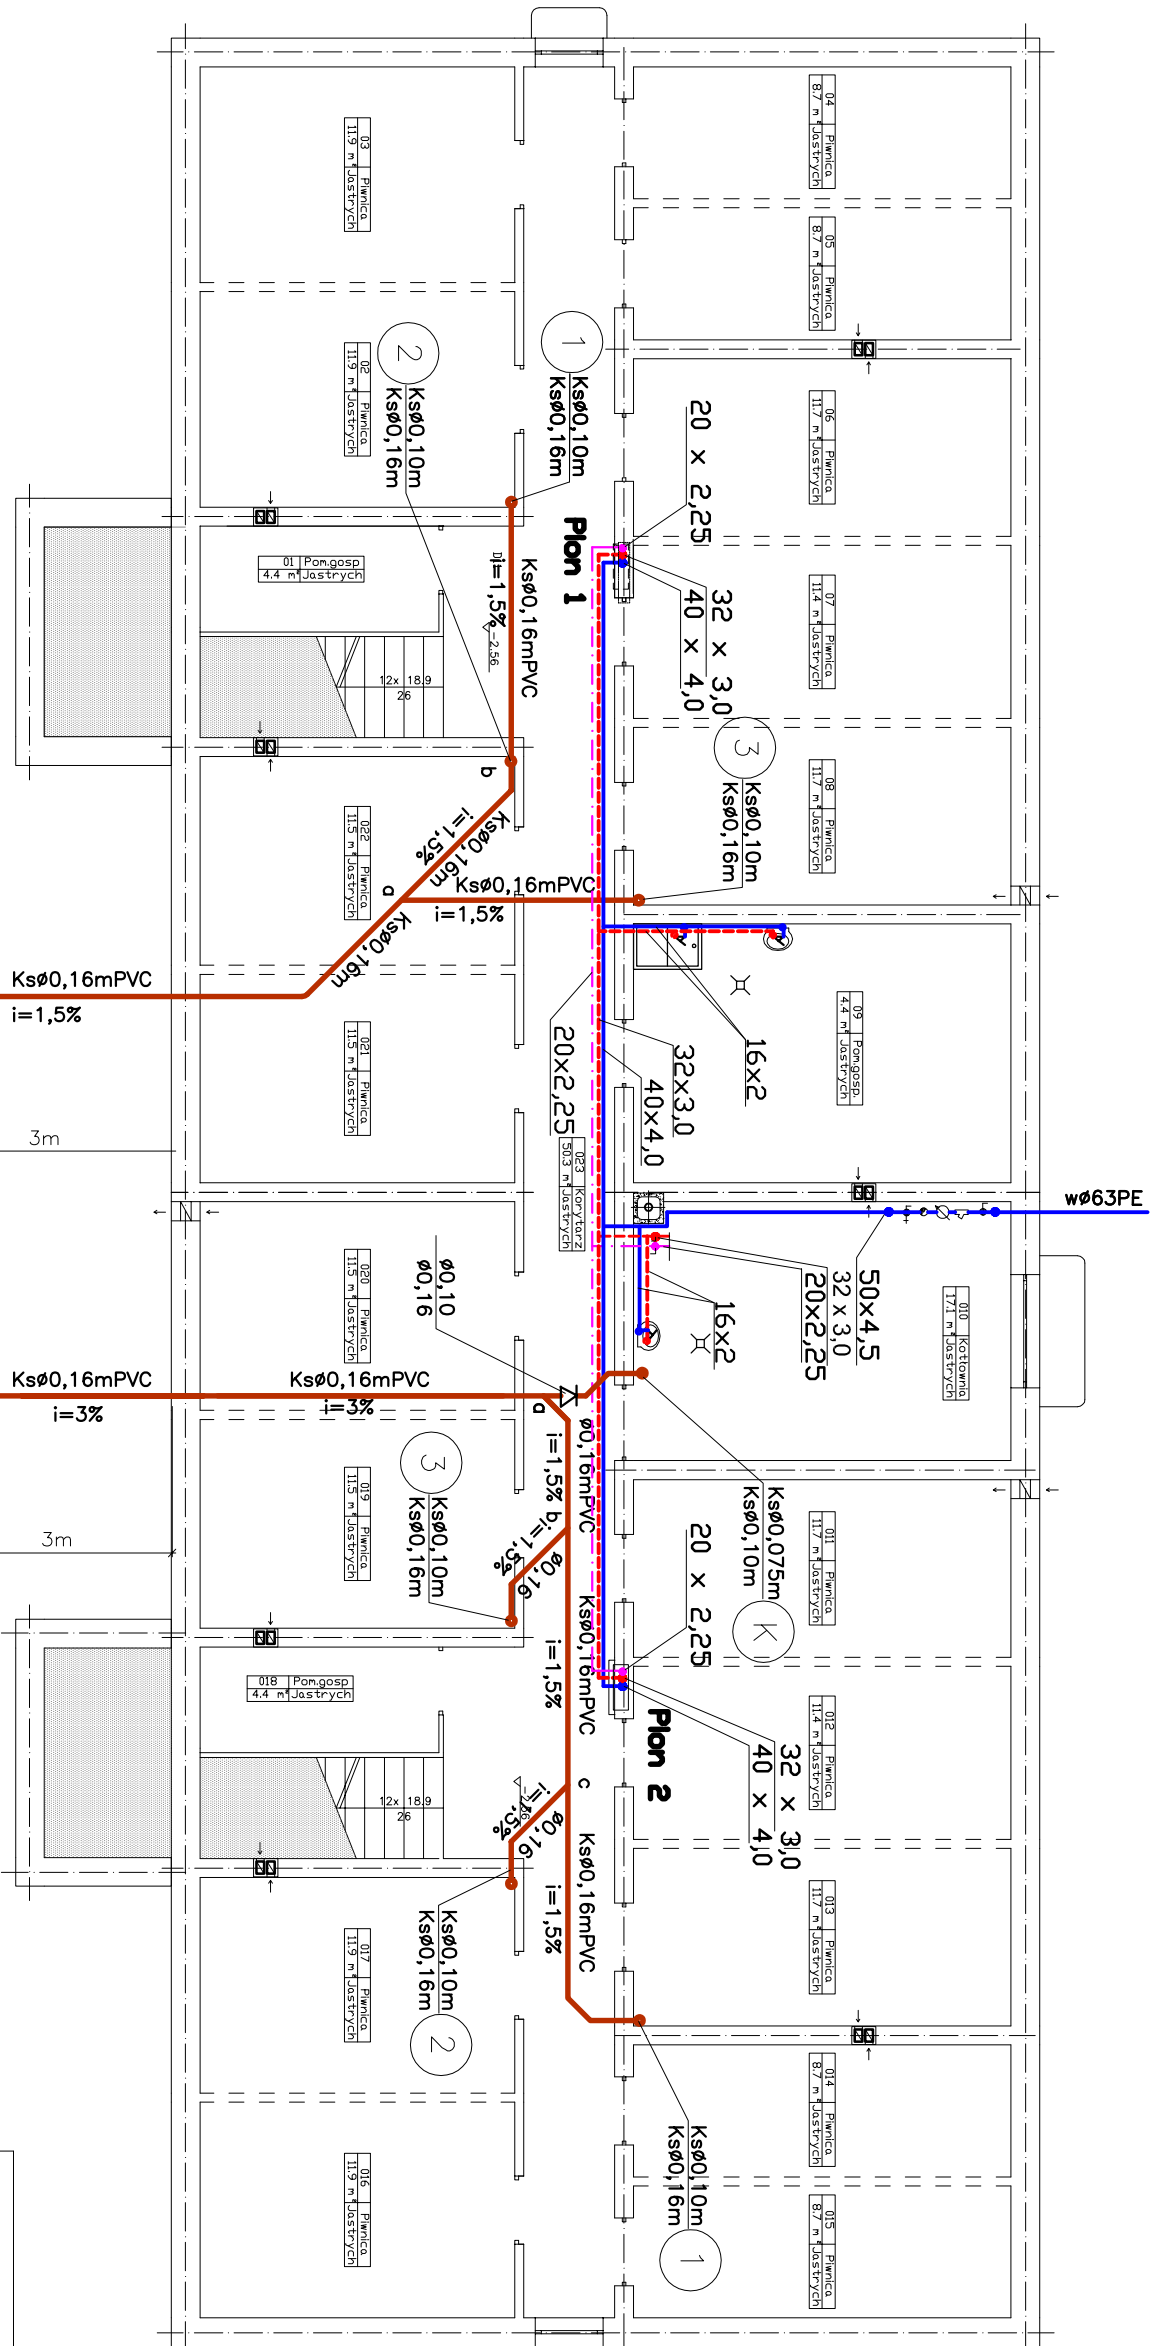 04 Piwnica
8.7 m² Jastrych
05 Piwnica
8.7 m² Jastrych
03 Piwnica
11.9 m² Jastrych
02 Piwnica
11.9 m² Jastrych
06 Piwnica
11.7 m² Jastrych
07 Piwnica
11.4 m² Jastrych
08 Piwnica
11.7 m² Jastrych
1
Ksø0,10m
Ksø0,16m
2
Ksø0,10m
Ksø0,16m
20 x 2,25
32 x 3,0
40 x 4,0
Pion 1
01 Pom.gosp
4.4 m² Jastrych
Ksø0,16mPVC
i=1,5%
-2.56
12x 18.9
26
3
Ksø0,10m
Ksø0,16m
b
Ksø0,16m
i=1,5%
a
Ksø0,16mPVC
i=1,5%
Ksø0,16m
022 Piwnica
11.5 m² Jastrych
Ksø0,16mPVC
i=1,5%
021 Piwnica
11.5 m² Jastrych
09 Pom.gosp.
4.4 m² Jastrych
16x2
32x3,0
40x4,0
20x2,25
3m
023 Korytarz
50.3 m² Jastrych
wø63PE
50x4,5
32 x 3,0
20x2,25
16x2
010 Kotłownia
17.1 m² Jastrych
020 Piwnica
11.5 m² Jastrych
ø0,10
ø0,16
Ksø0,16mPVC
i=3%
Ksø0,16mPVC
i=3%
a
ø0,16mPVC
i=1,5%
b
ø0,16
i=1,5%
3
Ksø0,10m
Ksø0,16m
019 Piwnica
11.5 m² Jastrych
3m
Ksø0,075m
Ksø0,10m
K
011 Piwnica
11.7 m² Jastrych
20 x 2,25
32 x 3,0
40 x 4,0
Pion 2
Ksø0,16mPVC
i=1,5%
018 Pom.gosp
4.4 m² Jastrych
012 Piwnica
11.4 m² Jastrych
12x 18.9
26
c
ø0,16
Ksø0,16mPVC
i=1,5%
013 Piwnica
11.7 m² Jastrych
Ksø0,10m
Ksø0,16m
2
017 Piwnica
11.9 m² Jastrych
014 Piwnica
8.7 m² Jastrych
Ksø0,10m
Ksø0,16m
1
016 Piwnica
11.9 m² Jastrych
015 Piwnica
8.7 m² Jastrych